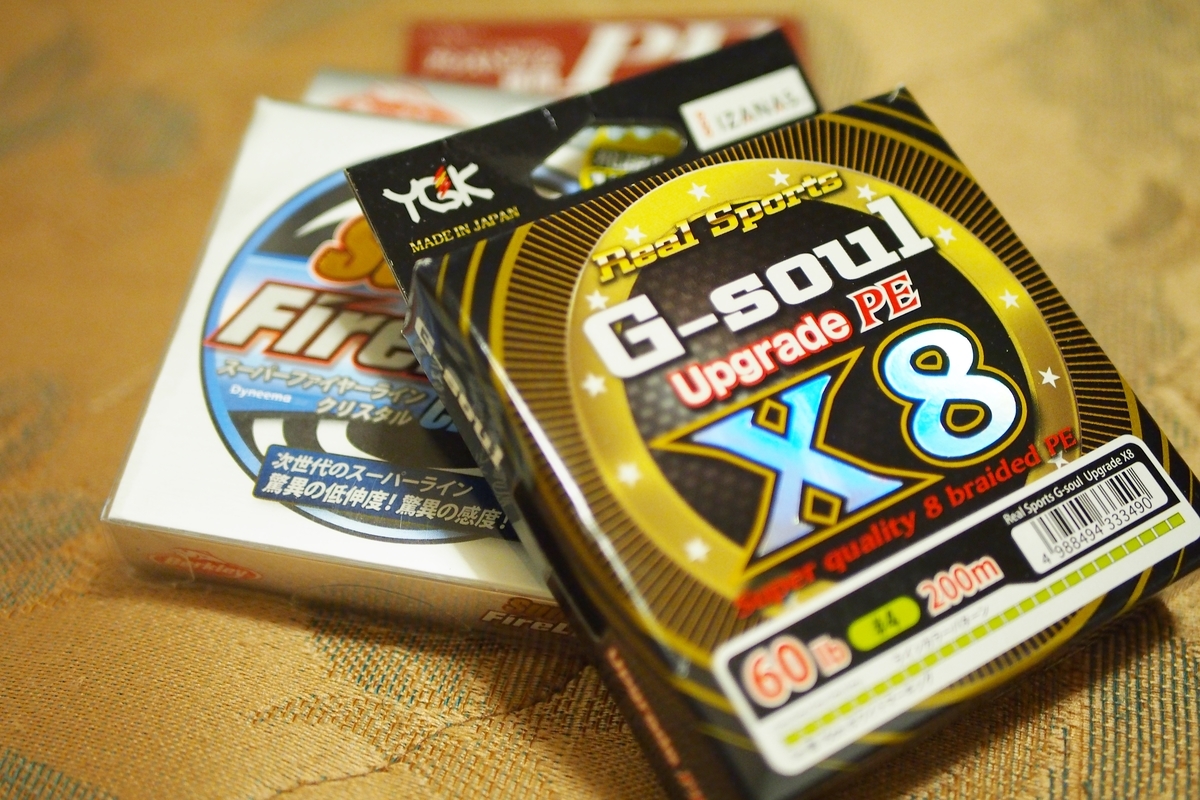 PE
IZANAS
YGK
MADE IN JAPAN
Real Sports
G-soul
Upgrade PE
X8
Super quality 8 braided PE
Real Sports G-soul Upgrade X8
4 988494 333490
60lb #4 200m
G-soul
Fire
スーパーファイヤーライン
Dyneema
クリスタル
次世代のスーパーライン
驚異の低伸度！驚異の感度！
Berkley